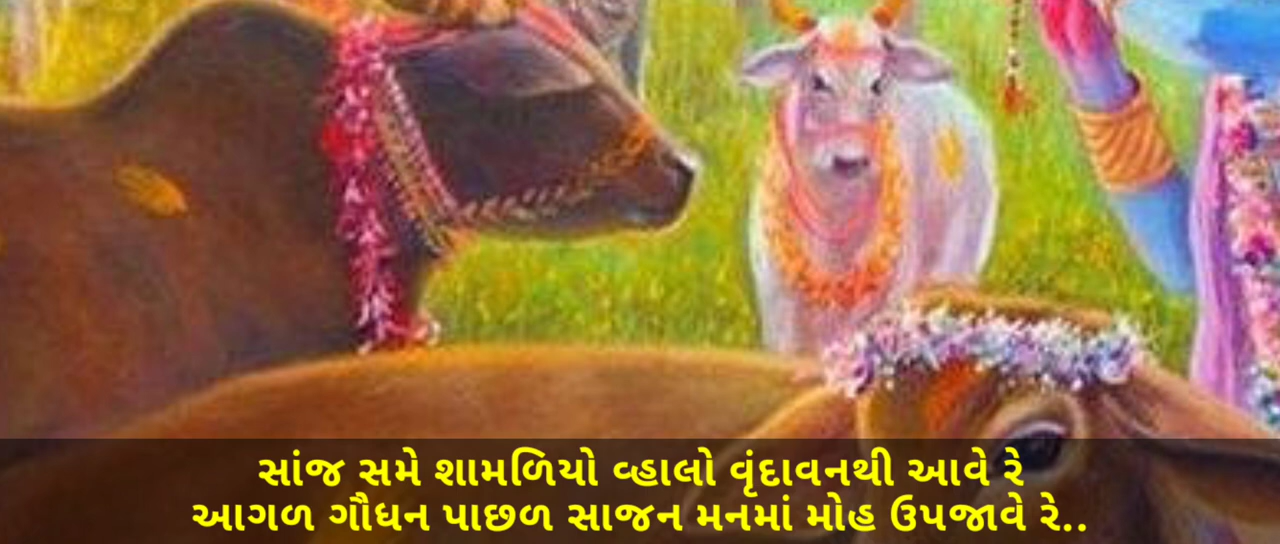 સાંજ સમે શામળિયો વ્હાલો વૃંદાવનથી આવે રે
આગળ ગૌધન પાછળ સાજન મનમાં મોહ ઉપજાવે રે..